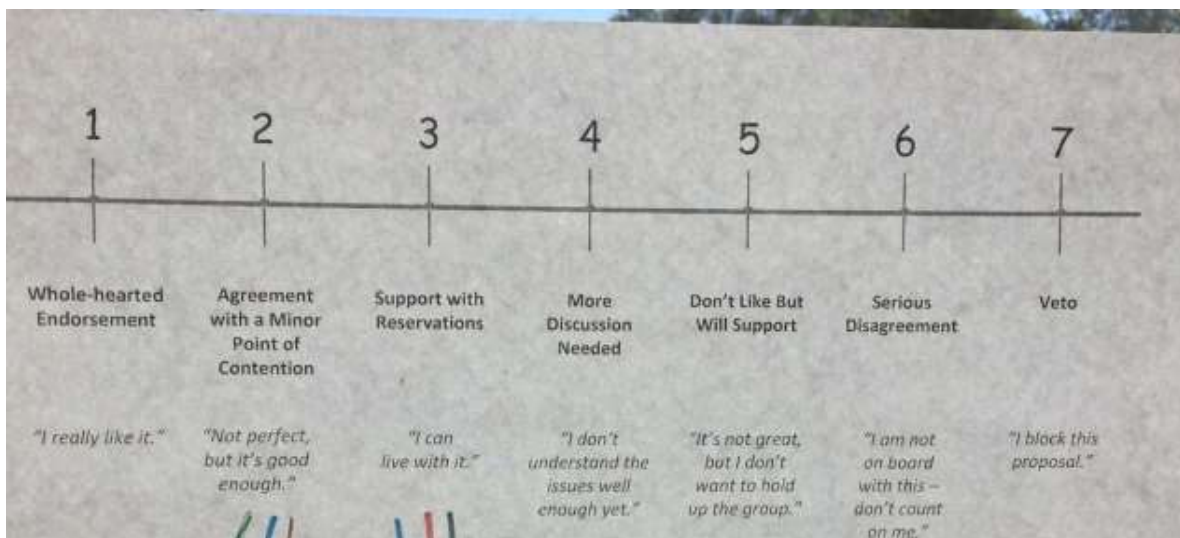 1 2 3 4 5 6 7
Whole-hearted
Endorsement
Agreement
with a Minor
Point of
Contention
Support with
Reservations
More
Discussion
Needed
Don't Like But
Will Support
Serious
Disagreement
Veto
"I really like it."
"Not perfect,
but it's good
enough."
"I can
live with it."
"I don't
understand the
issues well
enough yet."
"It's not great,
but I don't
want to hold
up the group."
"I am not
on board
with this –
don't count
on me."
"I block this
proposal."